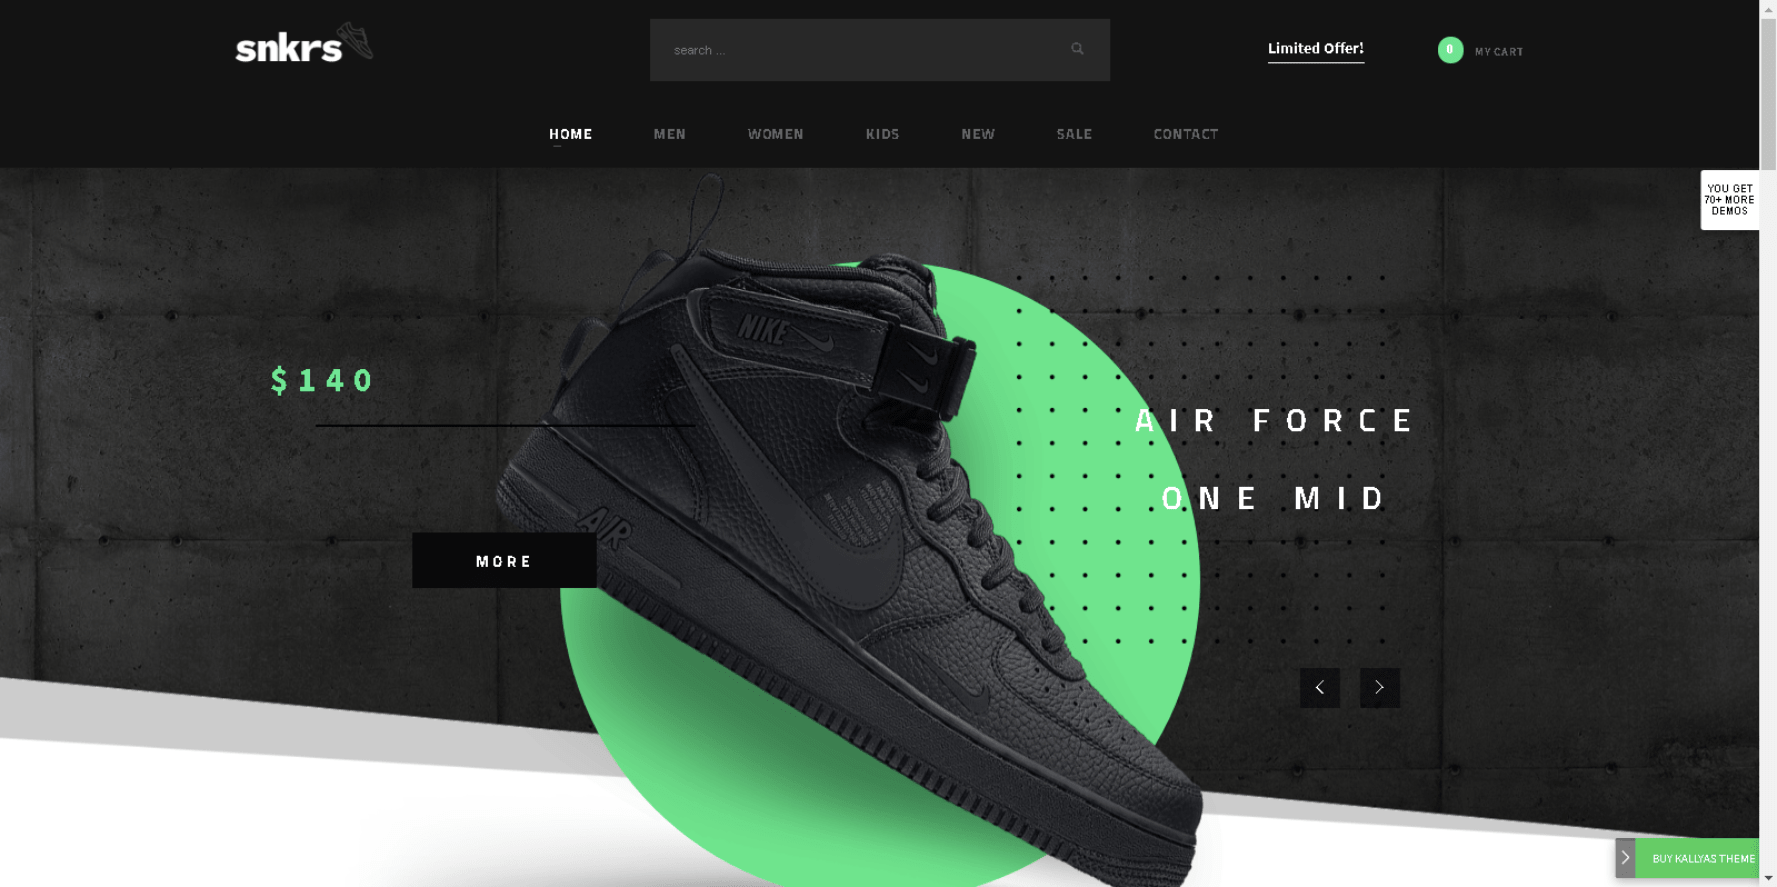 snkrs
search ...
Limited Offer!
0
MY CART
HOME
MEN
WOMEN
KIDS
NEW
SALE
CONTACT
YOU GET
70+ MORE
DEMOS
NIKE
$140
AIR FORCE
ONE MID
AIR
MORE
BUY KALLYAS THEME